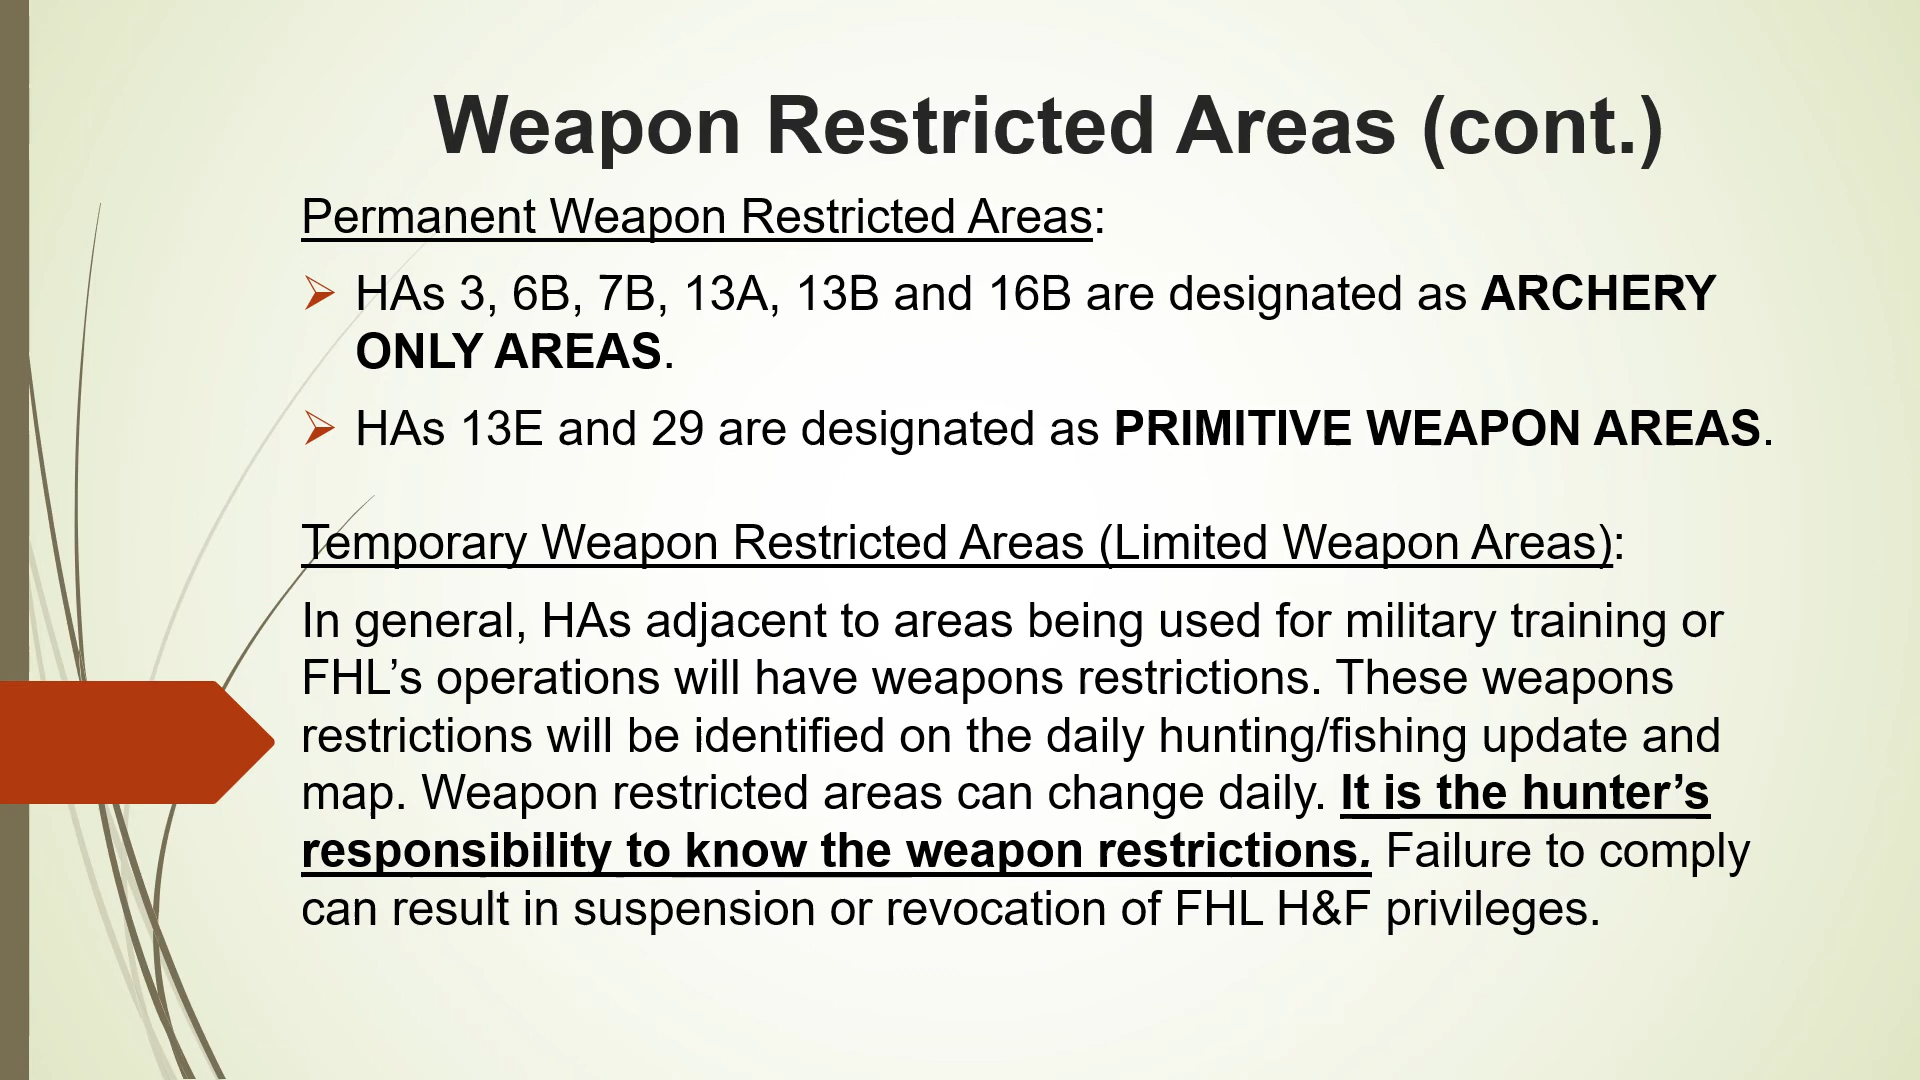 Weapon Restricted Areas (cont.)
Permanent Weapon Restricted Areas:
HAs 3, 6B, 7B, 13A, 13B and 16B are designated as ARCHERY
ONLY AREAS.
HAs 13E and 29 are designated as PRIMITIVE WEAPON AREAS.
Temporary Weapon Restricted Areas (Limited Weapon Areas):
In general, HAs adjacent to areas being used for military training or
FHL’s operations will have weapons restrictions. These weapons
restrictions will be identified on the daily hunting/fishing update and
map. Weapon restricted areas can change daily. It is the hunter’s
responsibility to know the weapon restrictions. Failure to comply
can result in suspension or revocation of FHL H&F privileges.